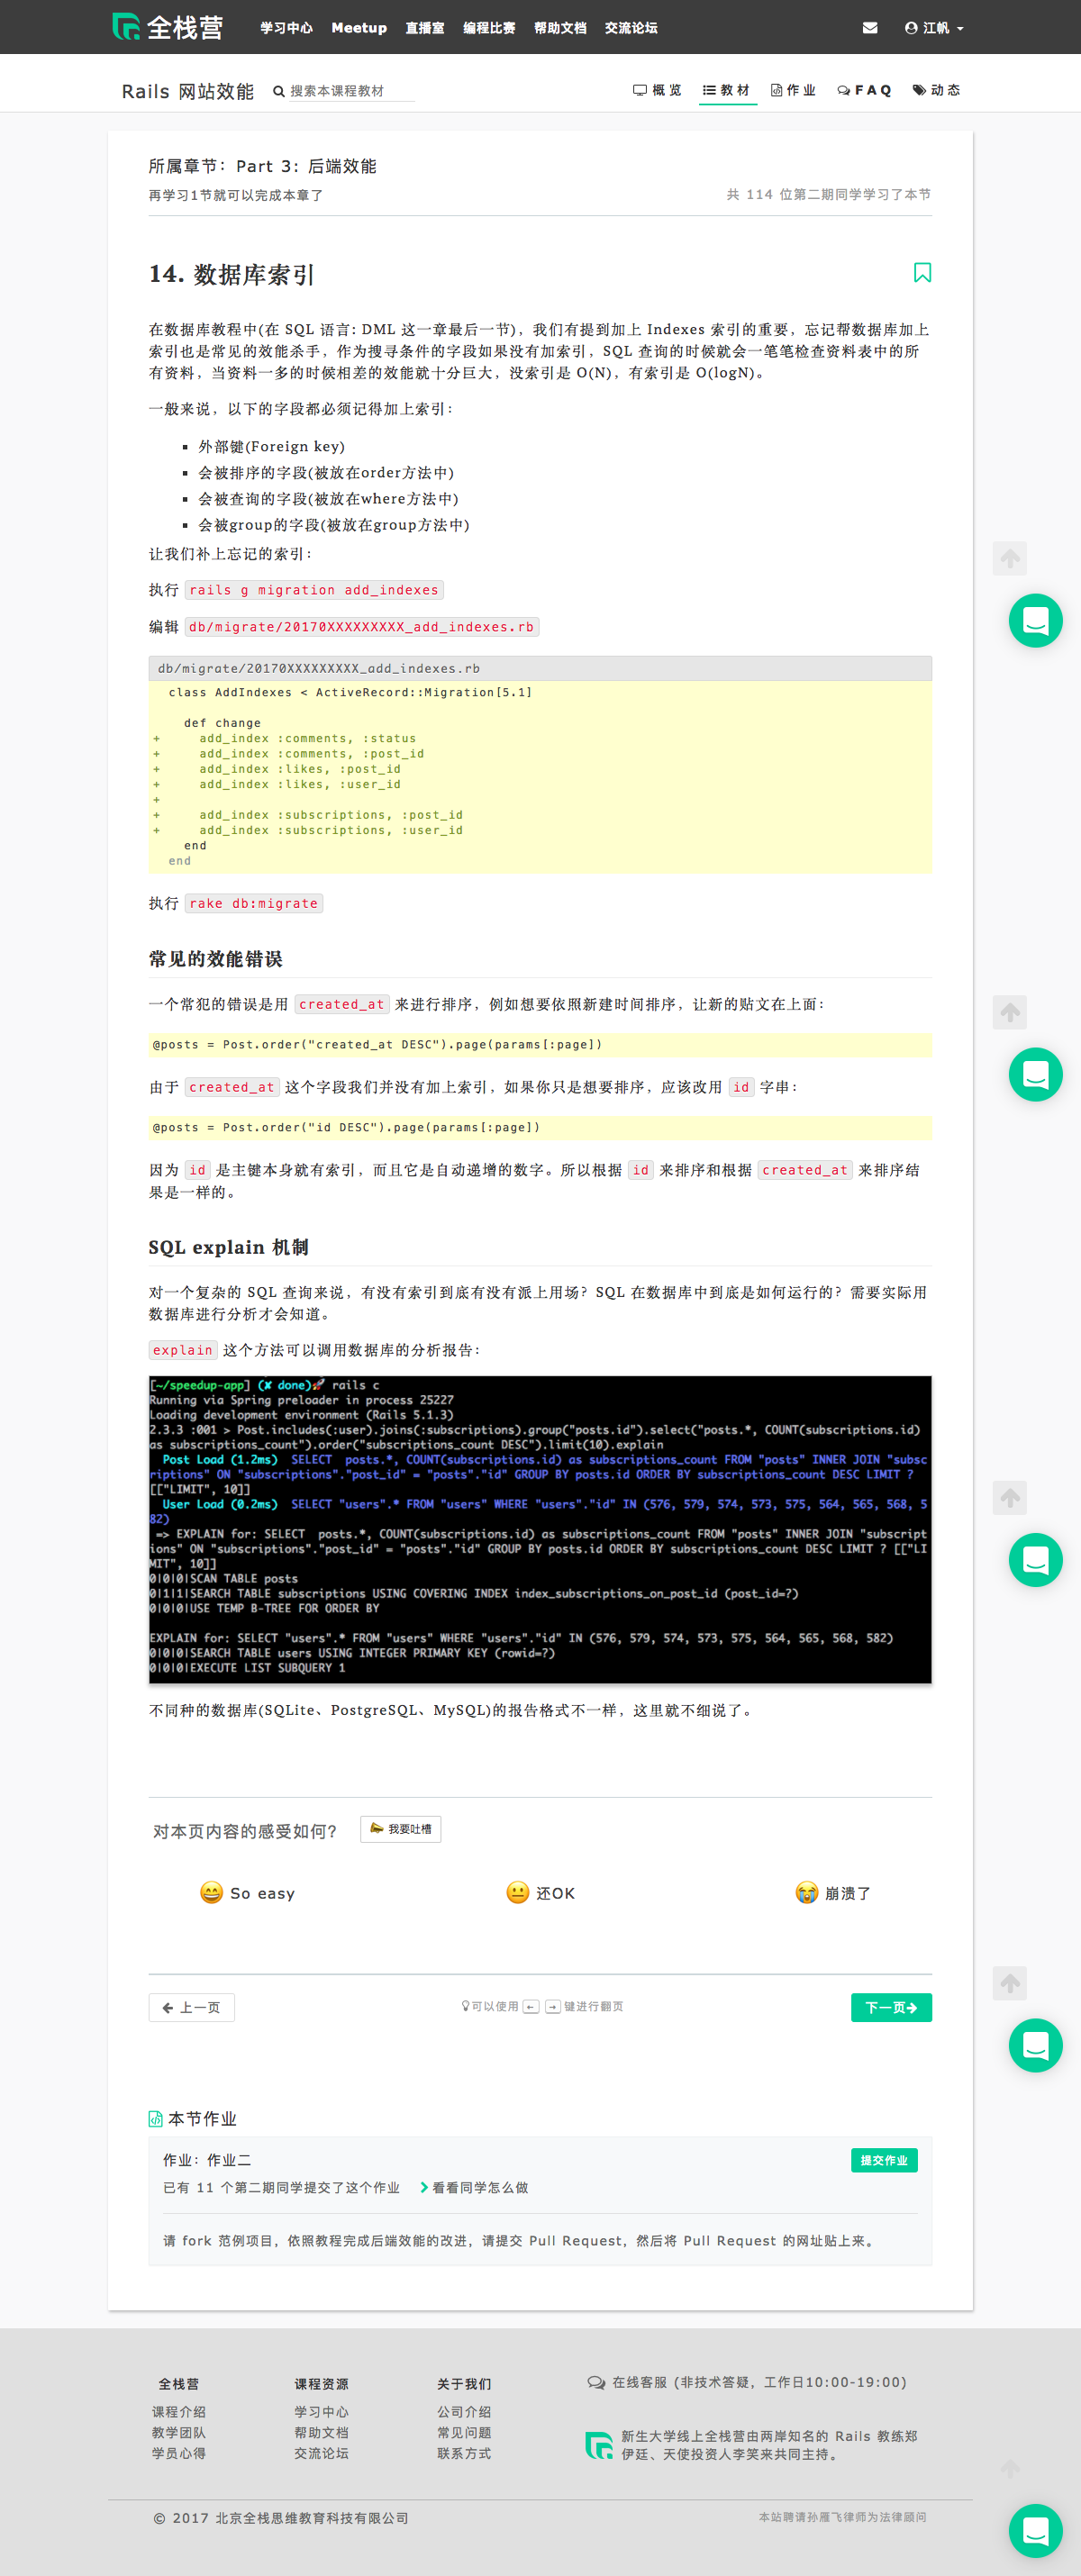 全栈营 学习中心 Meetup 直播室 编程比赛 帮助文档 交流论坛 江帆
Rails 网站效能 搜索本课程教材 概览 教材 作业 FAQ 动态
所属章节：Part 3：后端效能
再学习1节就可以完成本章了 共 114 位第二期同学学习了本节
14. 数据库索引
在数据库教程中(在 SQL 语言: DML 这一章最后一节)，我们有提到加上 Indexes 索引的重要，忘记帮数据库加上
索引也是常见的效能杀手，作为搜寻条件的字段如果没有加索引，SQL 查询的时候就会一笔笔检查资料表中的所
有资料，当资料一多的时候相差的效能就十分巨大，没索引是 O(N)，有索引是 O(logN)。
一般来说，以下的字段都必须记得加上索引：
▪ 外部键(Foreign key)
▪ 会被排序的字段(被放在order方法中)
▪ 会被查询的字段(被放在where方法中)
▪ 会被group的字段(被放在group方法中)
让我们补上忘记的索引：
执行 rails g migration add_indexes
编辑 db/migrate/20170XXXXXXXXX_add_indexes.rb
db/migrate/20170XXXXXXXXX_add_indexes.rb
class AddIndexes < ActiveRecord::Migration[5.1]
def change
+ add_index :comments, :status
+ add_index :comments, :post_id
+ add_index :likes, :post_id
+ add_index :likes, :user_id
+
+ add_index :subscriptions, :post_id
+ add_index :subscriptions, :user_id
end
end
执行 rake db:migrate
常见的效能错误
一个常犯的错误是用 created_at 来进行排序，例如想要依照新建时间排序，让新的贴文在上面：
@posts = Post.order("created_at DESC").page(params[:page])
由于 created_at 这个字段我们并没有加上索引，如果你只是想要排序，应该改用 id 字串：
@posts = Post.order("id DESC").page(params[:page])
因为 id 是主键本身就有索引，而且它是自动递增的数字。所以根据 id 来排序和根据 created_at 来排序结
果是一样的。
SQL explain 机制
对一个复杂的 SQL 查询来说，有没有索引到底有没有派上用场？SQL 在数据库中到底是如何运行的？需要实际用
数据库进行分析才会知道。
explain 这个方法可以调用数据库的分析报告：
[~/speedup-app] (✘ done)🚀 rails c
Running via Spring preloader in process 25227
Loading development environment (Rails 5.1.3)
2.3.3 :001 > Post.includes(:user).joins(:subscriptions).group("posts.id").select("posts.*, COUNT(subscriptions.id)
as subscriptions_count").order("subscriptions_count DESC").limit(10).explain
Post Load (1.2ms) SELECT posts.*, COUNT(subscriptions.id) as subscriptions_count FROM "posts" INNER JOIN "subsc
riptions" ON "subscriptions"."post_id" = "posts"."id" GROUP BY posts.id ORDER BY subscriptions_count DESC LIMIT ?
[["LIMIT", 10]]
User Load (0.2ms) SELECT "users".* FROM "users" WHERE "users"."id" IN (576, 579, 574, 573, 575, 564, 565, 568, 5
82)
=> EXPLAIN for: SELECT posts.*, COUNT(subscriptions.id) as subscriptions_count FROM "posts" INNER JOIN "subscript
ions" ON "subscriptions"."post_id" = "posts"."id" GROUP BY posts.id ORDER BY subscriptions_count DESC LIMIT ? [["LI
MIT", 10]]
0|0|0|SCAN TABLE posts
0|1|1|SEARCH TABLE subscriptions USING COVERING INDEX index_subscriptions_on_post_id (post_id=?)
0|0|0|USE TEMP B-TREE FOR ORDER BY
EXPLAIN for: SELECT "users".* FROM "users" WHERE "users"."id" IN (576, 579, 574, 573, 575, 564, 565, 568, 582)
0|0|0|SEARCH TABLE users USING INTEGER PRIMARY KEY (rowid=?)
0|0|0|EXECUTE LIST SUBQUERY 1
不同种的数据库(SQLite、PostgreSQL、MySQL)的报告格式不一样，这里就不细说了。
对本页内容的感受如何？ 我要吐槽
😄 So easy 😐 还OK 😭 崩溃了
← 上一页 可以使用 ← → 键进行翻页 下一页→
本节作业
作业：作业二 提交作业
已有 11 个第二期同学提交了这个作业 看看同学怎么做
请 fork 范例项目，依照教程完成后端效能的改进，请提交 Pull Request，然后将 Pull Request 的网址贴上来。
全栈营 课程资源 关于我们 在线客服 (非技术答疑，工作日10:00-19:00)
课程介绍 学习中心 公司介绍
教学团队 帮助文档 常见问题 新生大学线上全栈营由两岸知名的 Rails 教练郑
学员心得 交流论坛 联系方式 伊廷、天使投资人李笑来共同主持。
© 2017 北京全栈思维教育科技有限公司 本站聘请孙雁飞律师为法律顾问